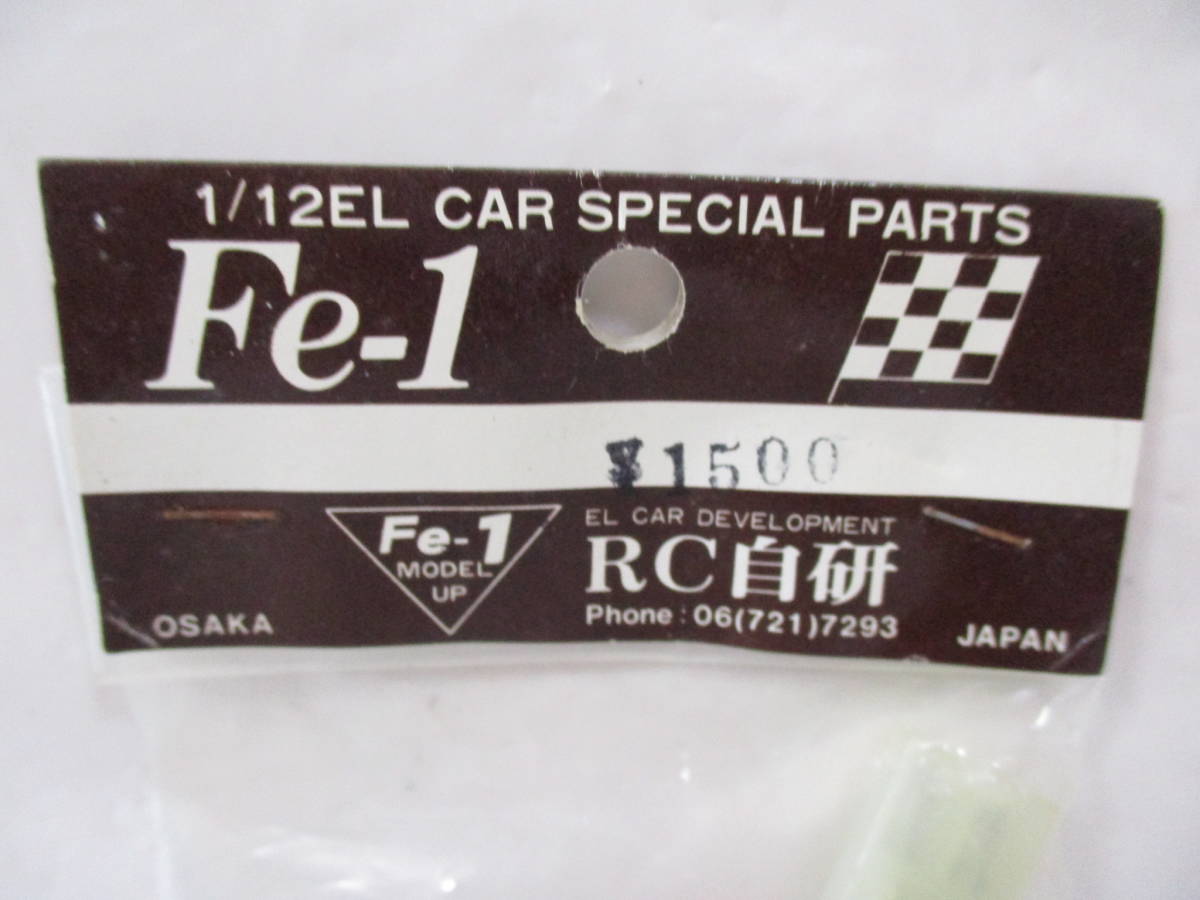 1/12EL CAR SPECIAL PARTS
Fe-1
¥1500
Fe-1
MODEL
UP
EL CAR DEVELOPMENT
RC自研
Phone : 06(721)7293
OSAKA
JAPAN